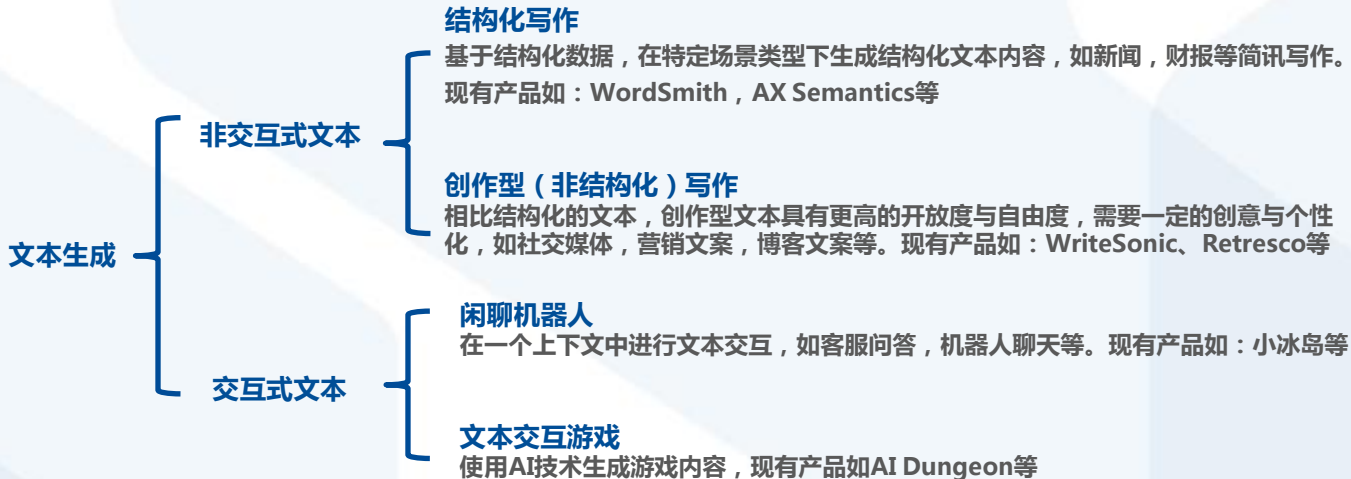 结构化写作
基于结构化数据，在特定场景类型下生成结构化文本内容，如新闻，财报等简讯写作。
现有产品如：WordSmith，AX Semantics等
非交互式文本
创作型（非结构化）写作
相比结构化的文本，创作型文本具有更高的开放度与自由度，需要一定的创意与个性
化，如社交媒体，营销文案，博客文案等。现有产品如：WriteSonic、Retresco等
文本生成
闲聊机器人
在一个上下文中进行文本交互，如客服问答，机器人聊天等。现有产品如：小冰岛等
交互式文本
文本交互游戏
使用AI技术生成游戏内容，现有产品如AI Dungeon等